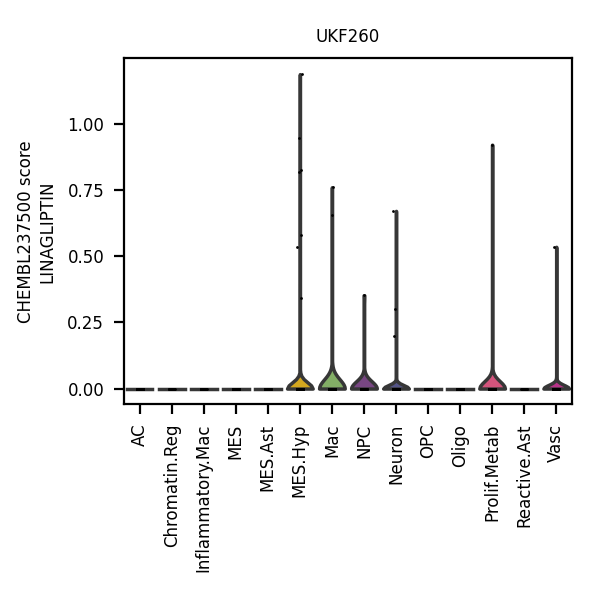 UKF260
CHEMBL237500 score
LINAGLIPTIN
1.00
0.75
0.50
0.25
0.00
AC
Chromatin.Reg
Inflammatory.Mac
MES
MES.Ast
MES.Hyp
Mac
NPC
Neuron
OPC
Oligo
Prolif.Metab
Reactive.Ast
Vasc